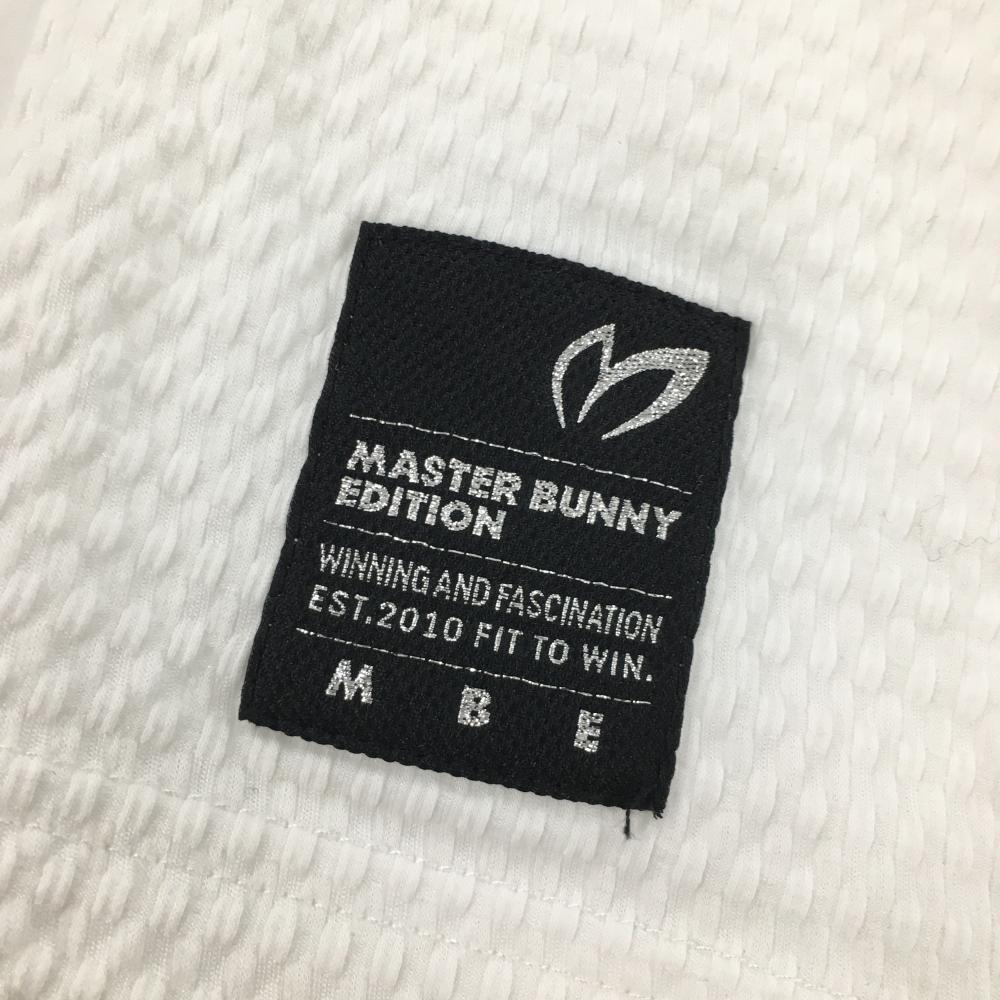 MASTER BUNNY
EDITION
WINNING AND FASCINATION
EST.2010 FIT TO WIN.
M B E